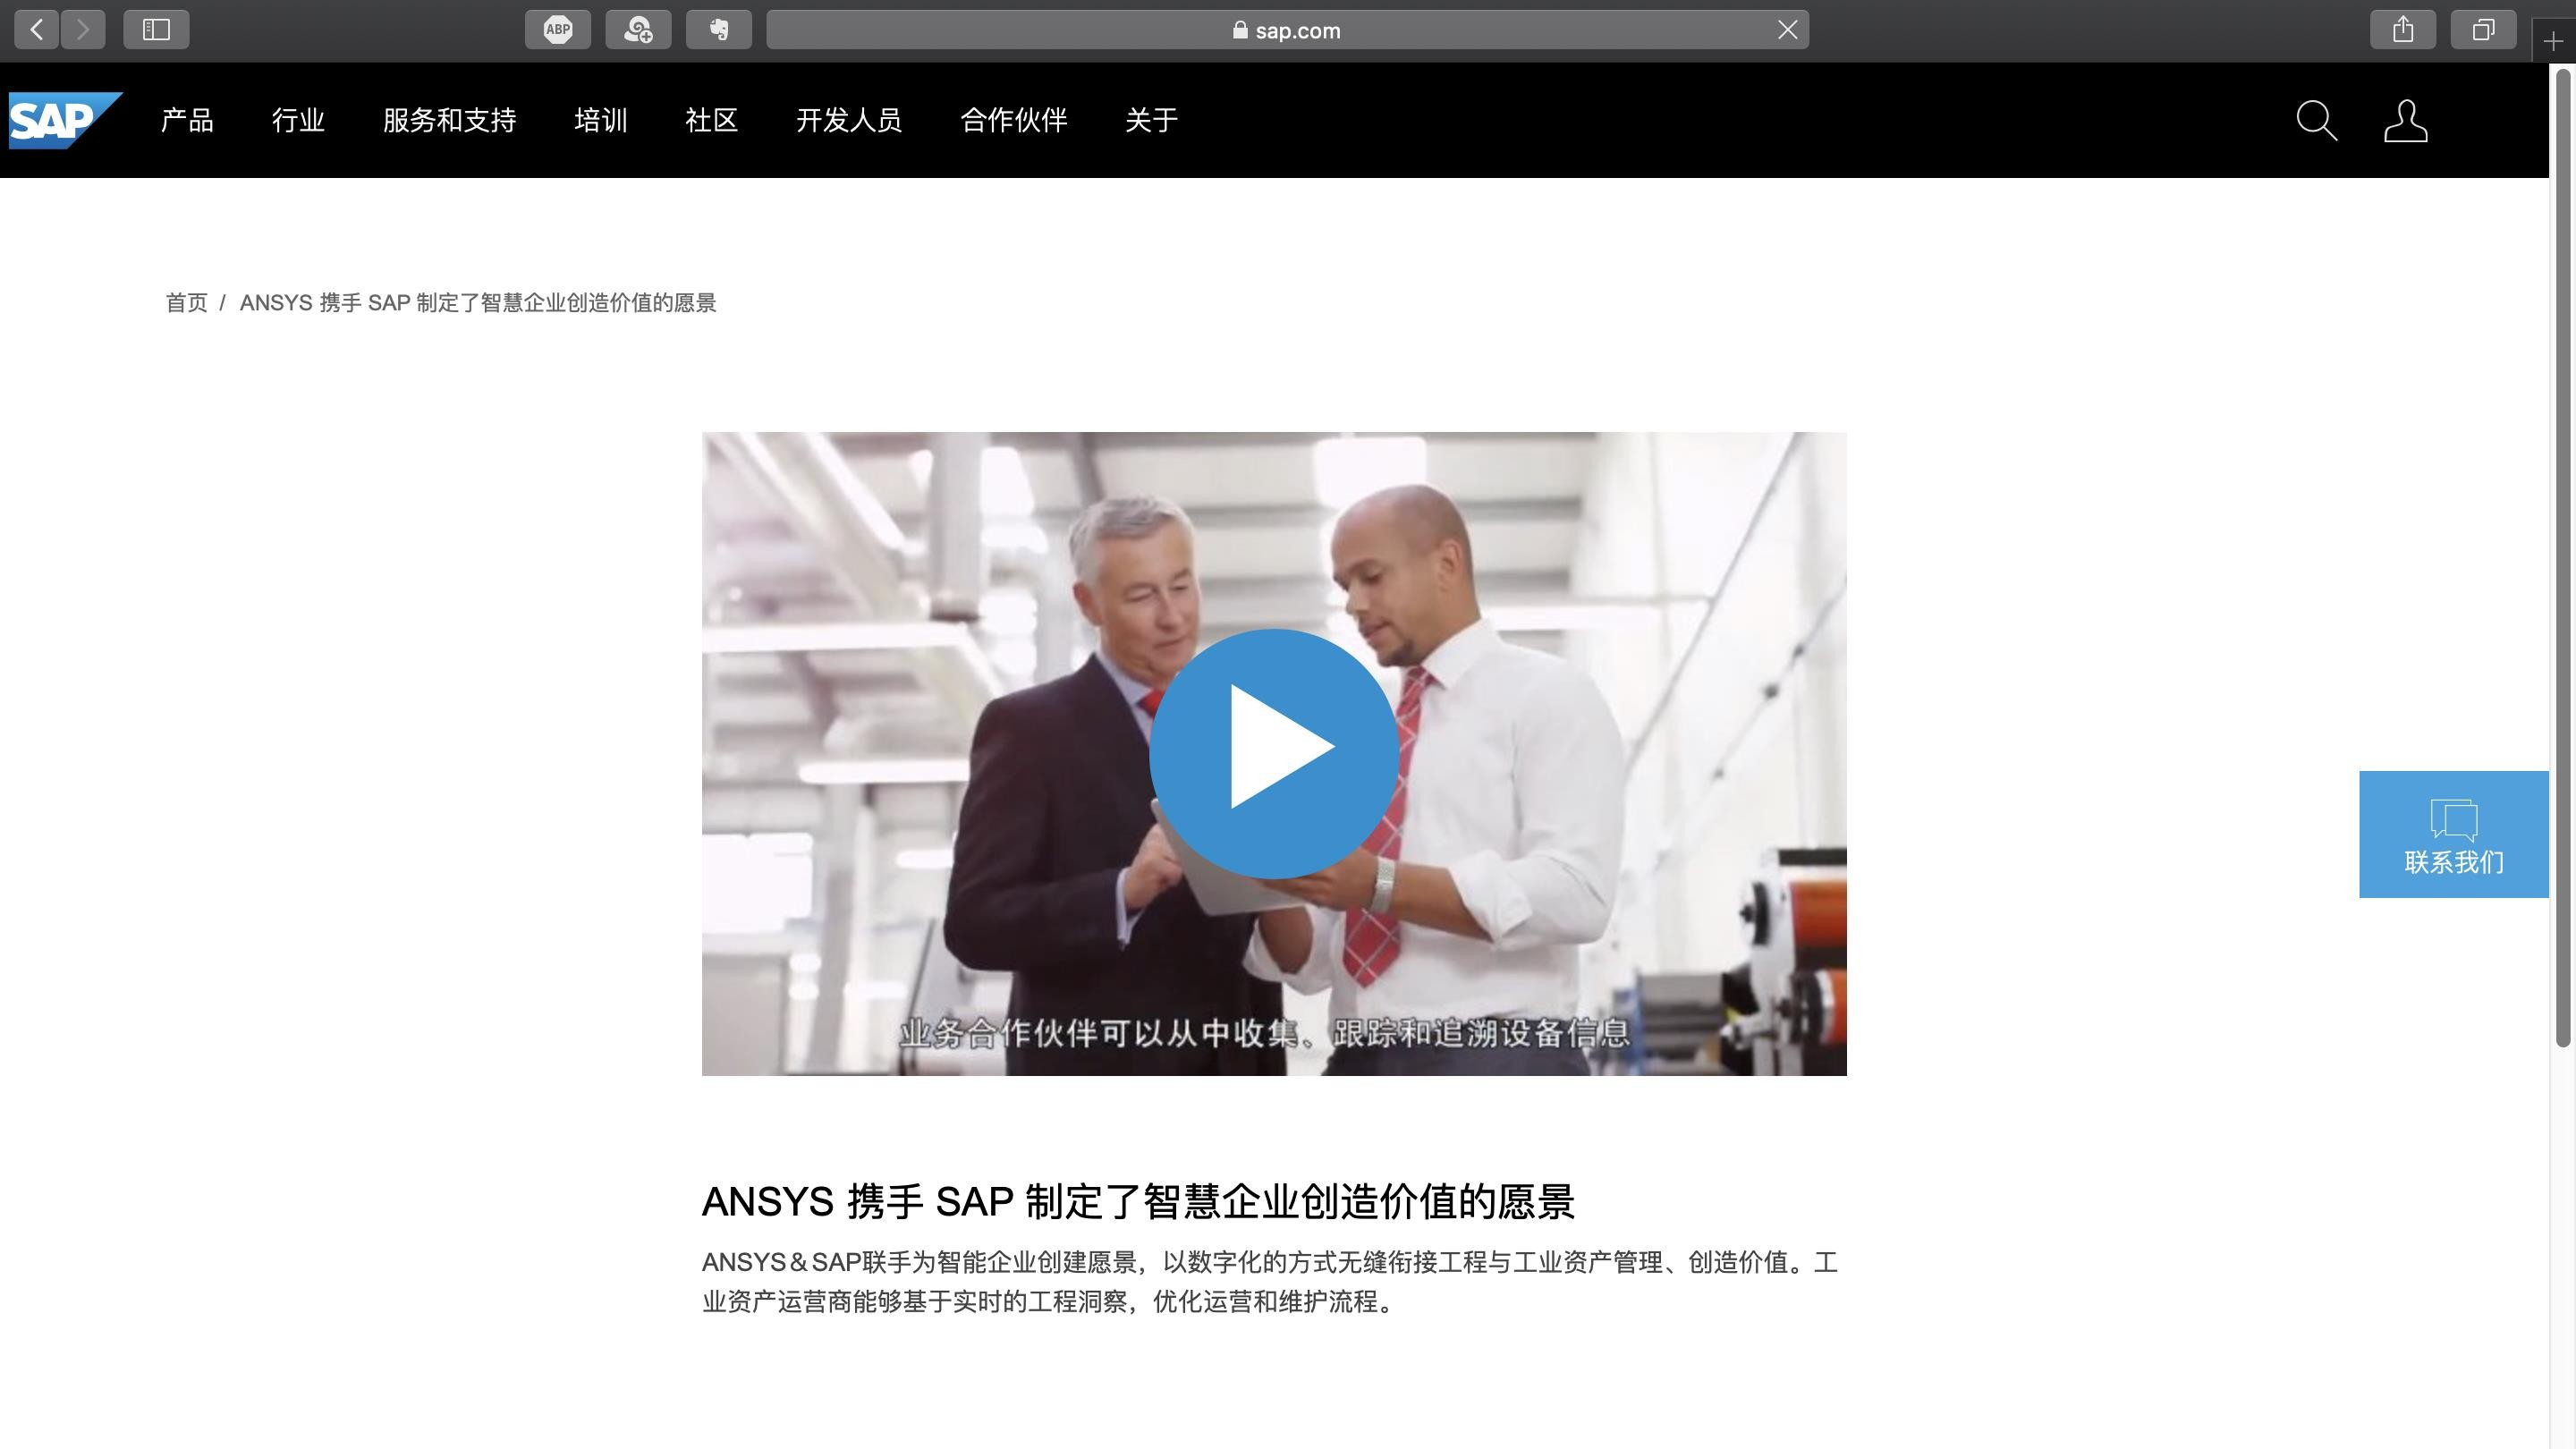 ABP
sap.com
SAP
产品
行业
服务和支持
培训
社区
开发人员
合作伙伴
关于
首页 / ANSYS 携手 SAP 制定了智慧企业创造价值的愿景
联系我们
业务合作伙伴可以从中收集、跟踪和追溯设备信息
ANSYS 携手 SAP 制定了智慧企业创造价值的愿景
ANSYS＆SAP联手为智能企业创建愿景，以数字化的方式无缝衔接工程与工业资产管理、创造价值。工
业资产运营商能够基于实时的工程洞察，优化运营和维护流程。